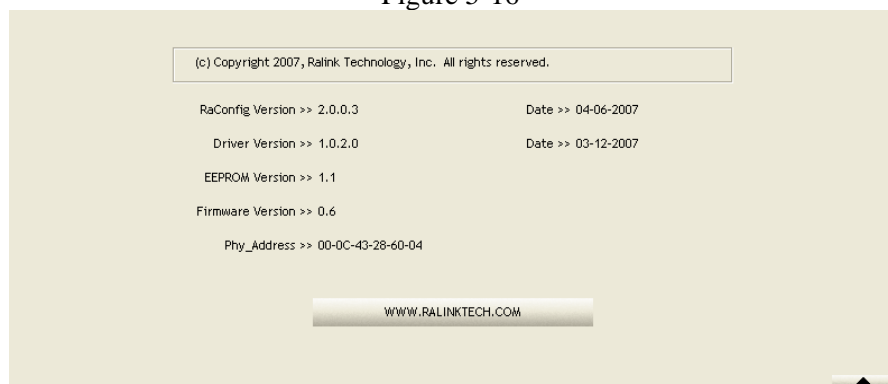 Figure 3-16
(c) Copyright 2007, Ralink Technology, Inc. All rights reserved.
RaConfig Version >> 2.0.0.3 Date >> 04-06-2007
Driver Version >> 1.0.2.0 Date >> 03-12-2007
EEPROM Version >> 1.1
Firmware Version >> 0.6
Phy_Address >> 00-0C-43-28-60-04
WWW.RALINKTECH.COM